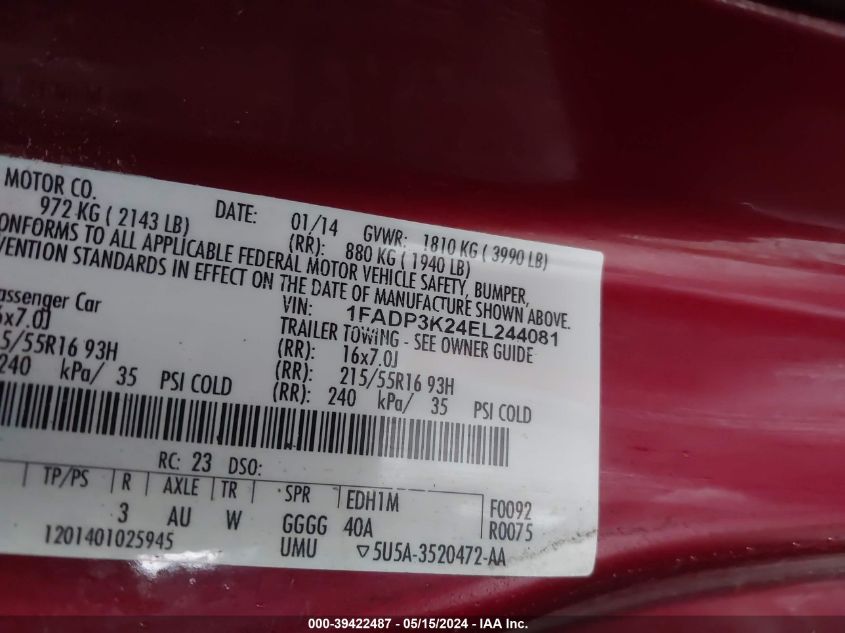 MOTOR CO.
DATE: 01/14 GVWR: 1810 KG ( 3990 LB)
972 KG ( 2143 LB) (RR): 880 KG ( 1940 LB)
CONFORMS TO ALL APPLICABLE FEDERAL MOTOR VEHICLE SAFETY, BUMPER,
VENTION STANDARDS IN EFFECT ON THE DATE OF MANUFACTURE SHOWN ABOVE.
VIN: 1FADP3K24EL244081
assenger Car TRAILER TOWING - SEE OWNER GUIDE
6x7.0J (RR): 16x7.0J
5/55R16 93H (RR): 215/55R16 93H
240 kPa/ 35 PSI COLD (RR): 240 kPa/ 35 PSI COLD
RC: 23 DSO:
TP/PS R AXLE TR SPR EDH1M F0092
3 AU W GGGG 40A R0075
1201401025945 UMU ▽5U5A-3520472-AA
000-39422487 - 05/15/2024 - IAA Inc.